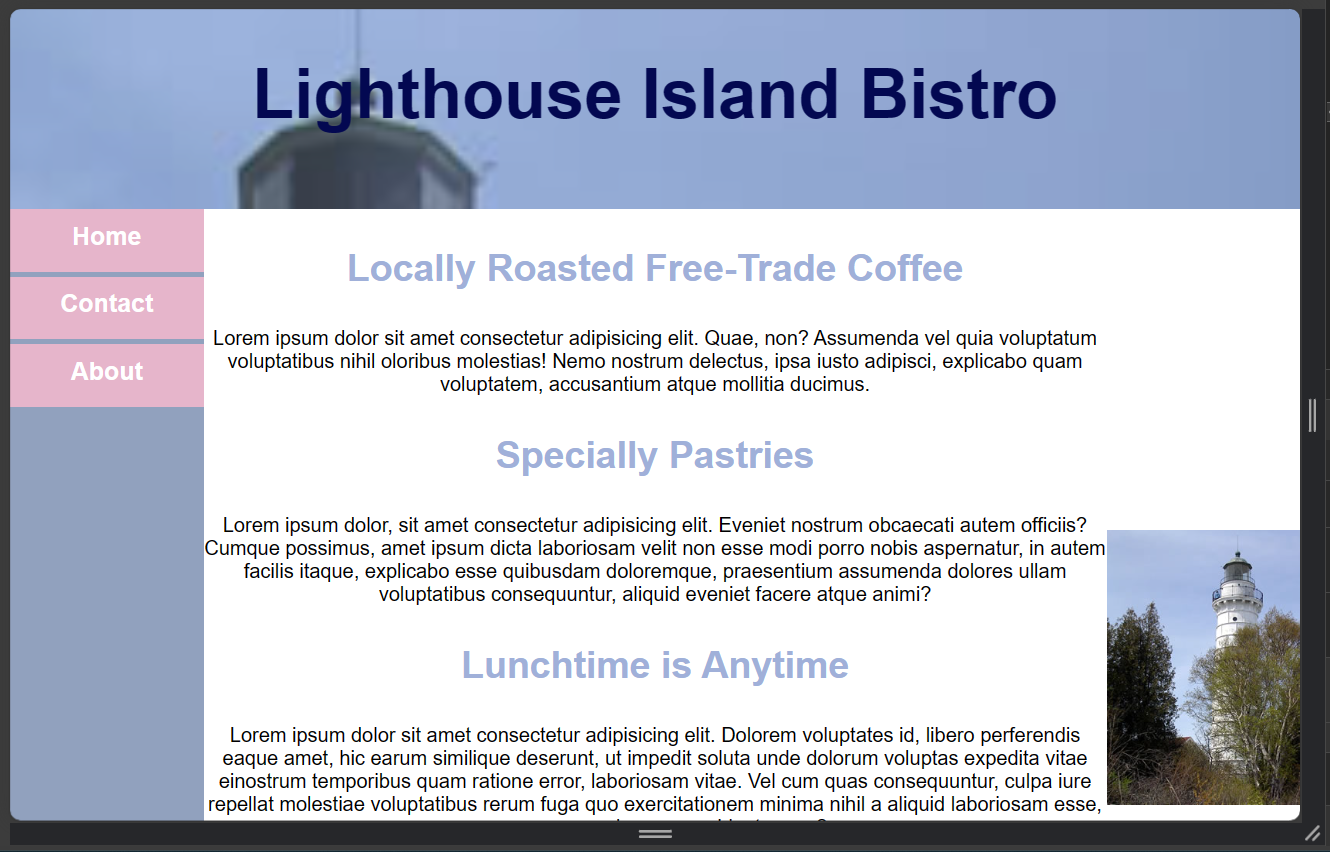 Lighthouse Island Bistro
Home
Contact
About
Locally Roasted Free-Trade Coffee
Lorem ipsum dolor sit amet consectetur adipisicing elit. Quae, non? Assumenda vel quia voluptatum
voluptatibus nihil oloribus molestias! Nemo nostrum delectus, ipsa iusto adipisci, explicabo quam
voluptatem, accusantium atque mollitia ducimus.
Specially Pastries
Lorem ipsum dolor, sit amet consectetur adipisicing elit. Eveniet nostrum obcaecati autem officiis?
Cumque possimus, amet ipsum dicta laboriosam velit non esse modi porro nobis aspernatur, in autem
facilis itaque, explicabo esse quibusdam doloremque, praesentium assumenda dolores ullam
voluptatibus consequuntur, aliquid eveniet facere atque animi?
Lunchtime is Anytime
Lorem ipsum dolor sit amet consectetur adipisicing elit. Dolorem voluptates id, libero perferendis
eaque amet, hic earum similique deserunt, ut impedit soluta unde dolorum voluptas expedita vitae
einostrum temporibus quam ratione error, laboriosam vitae. Vel cum quas consequuntur, culpa iure
repellat molestiae voluptatibus rerum fuga quo exercitationem minima nihil a aliquid laboriosam esse,